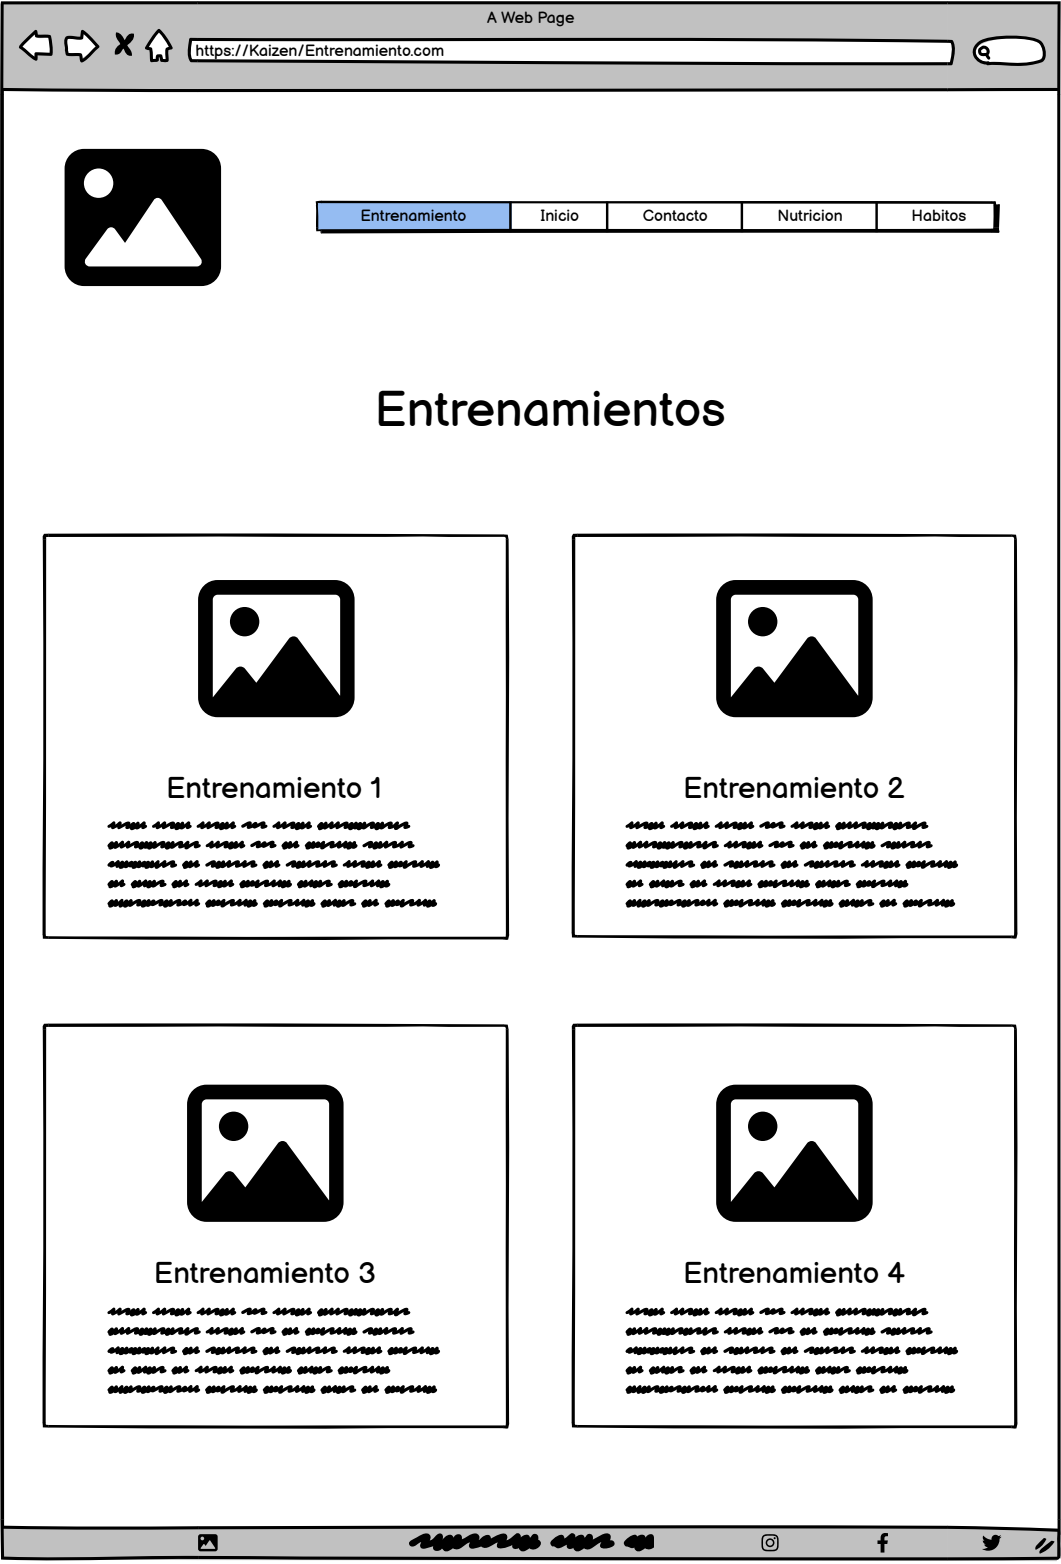 A Web Page
https://Kaizen/Entrenamiento.com
Entrenamiento Inicio Contacto Nutricion Habitos
Entrenamientos
Entrenamiento 1
Entrenamiento 2
Entrenamiento 3
Entrenamiento 4